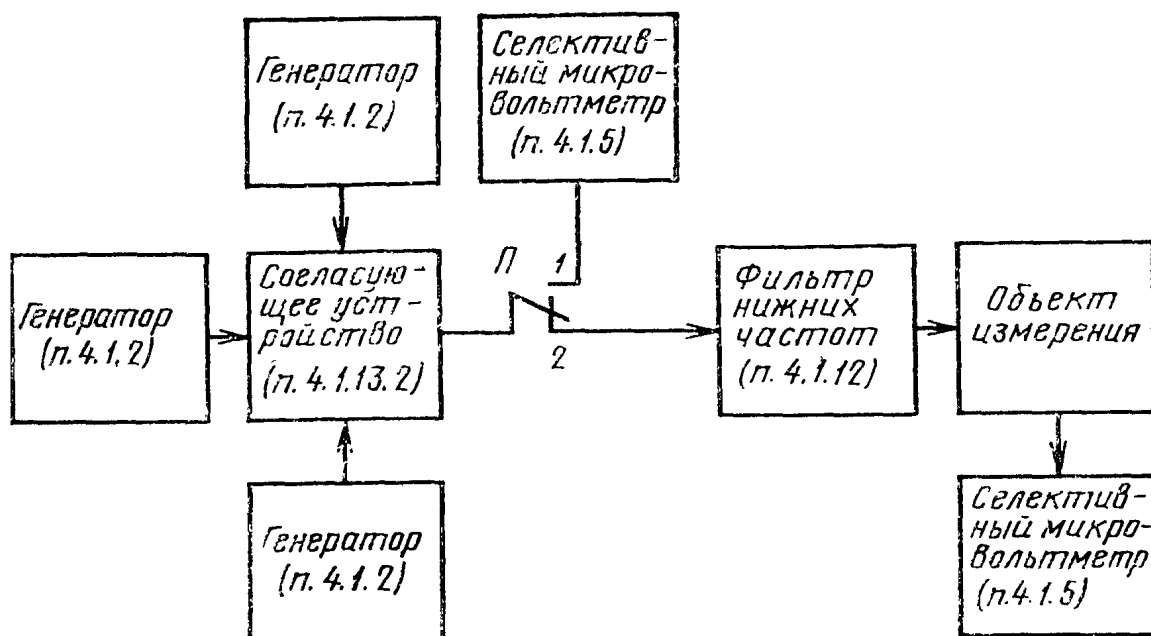 Генератор
(п. 4.1.2)
Селектив-
ный микро-
вольтметр
(п. 4.1.5)
Генератор
(п. 4.1.2)
Согласую-
щее уст-
ройство
(п. 4.1.13.2)
П
1
2
Фильтр
нижних
частот
(п. 4.1.12)
Объект
измерения
Генератор
(п. 4.1.2)
Селектив-
ный микро-
вольтметр
(п.4.1.5)